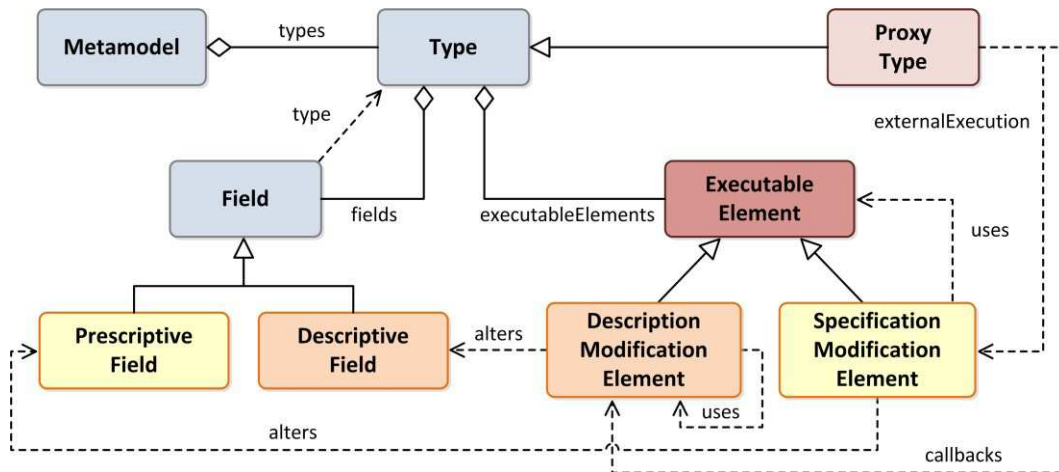 Metamodel
types
Type
Proxy
Type
type
externalExecution
Field
fields
executableElements
Executable
Element
uses
Prescriptive
Field
Descriptive
Field
alters
Description
Modification
Element
uses
Specification
Modification
Element
alters
callbacks